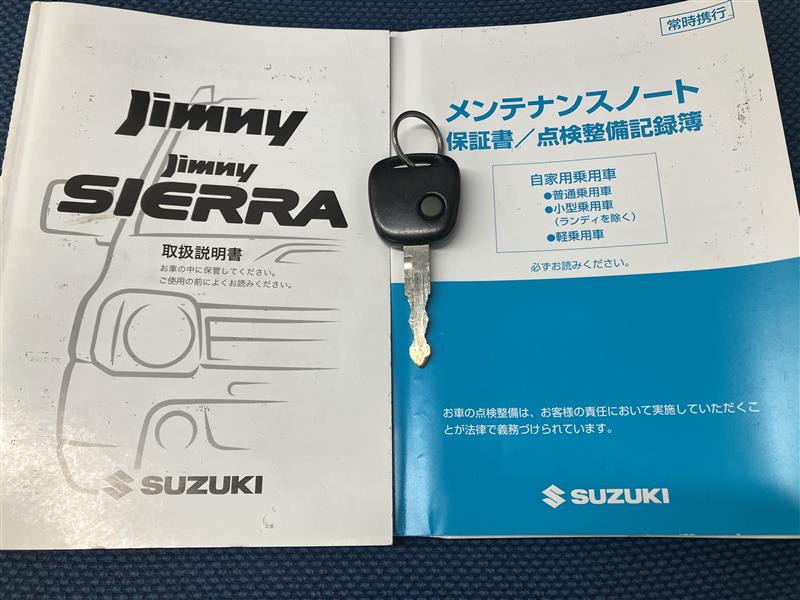 Jimny
Jimny
SIERRA
取扱説明書
お車の中に保管してください。
ご使用の前によくお読みください。
SUZUKI
常時携行
メンテナンスノート
保証書／点検整備記録簿
自家用乗用車
●普通乗用車
●小型乗用車
（ランディを除く）
●軽乗用車
必ずお読みください。
お車の点検整備は、お客様の責任において実施していただくこ
とが法律で義務づけられています。
SUZUKI